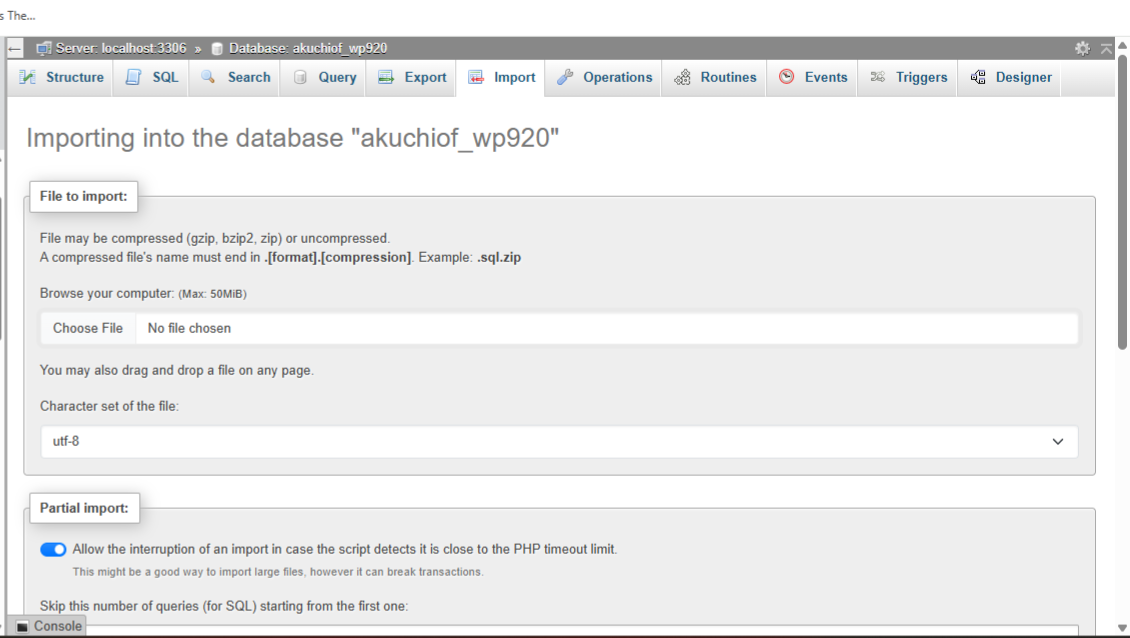 s The...
Server: localhost:3306 » Database: akuchiof_wp920
Structure SQL Search Query Export Import Operations Routines Events Triggers Designer
Importing into the database "akuchiof_wp920"
File to import:
File may be compressed (gzip, bzip2, zip) or uncompressed.
A compressed file's name must end in .[format].[compression]. Example: .sql.zip
Browse your computer: (Max: 50MiB)
Choose File No file chosen
You may also drag and drop a file on any page.
Character set of the file:
utf-8
Partial import:
Allow the interruption of an import in case the script detects it is close to the PHP timeout limit.
This might be a good way to import large files, however it can break transactions.
Skip this number of queries (for SQL) starting from the first one:
Console